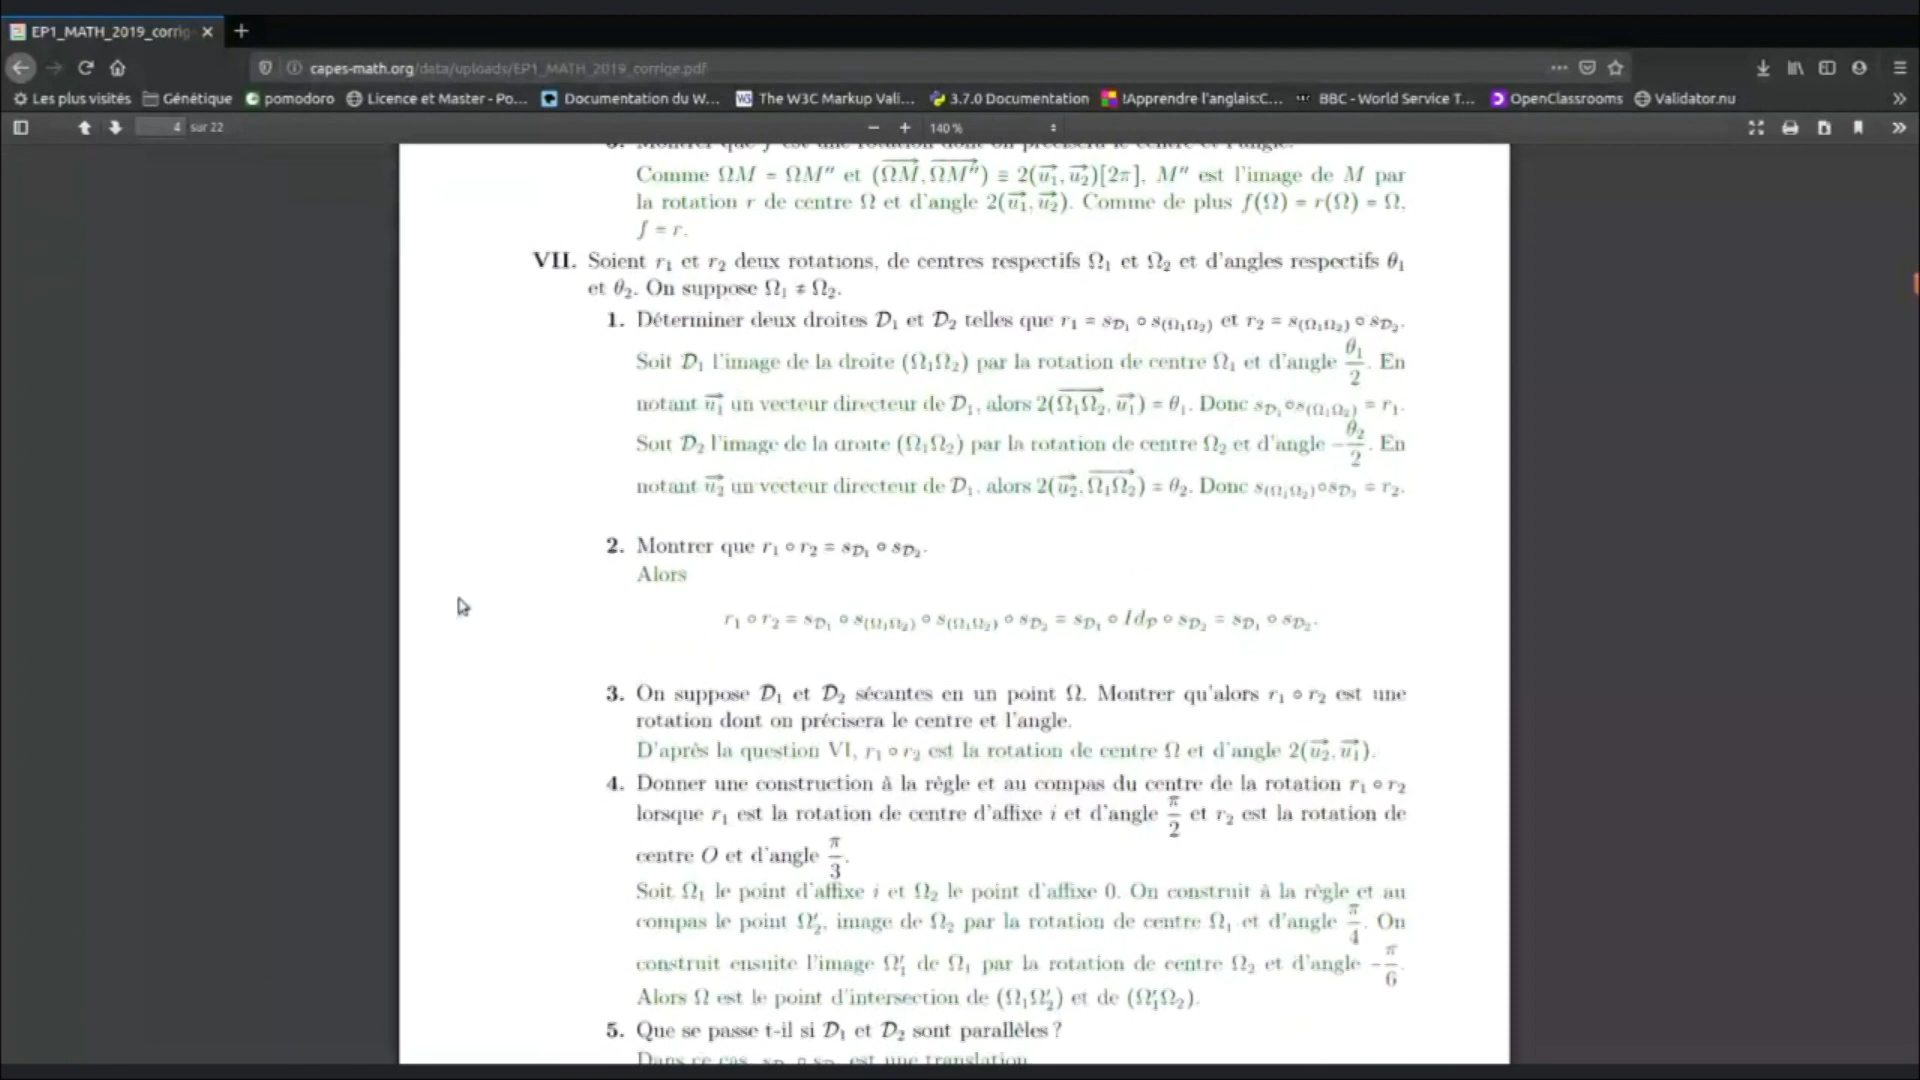 EP1_MATH_2019_corrig
capes-math.org/data/uploads/EP1_MATH_2019_corrige.pdf
Les plus visités Génétique pomodoro Licence et Master - Po... Documentation du W... The W3C Markup Vali... 3.7.0 Documentation !Apprendre l'anglais:C... BBC - World Service T... OpenClassrooms Validator.nu
4 sur 22 140 %
Comme ΩM = ΩM″ et (ΩM⃗, ΩM″⃗) ≡ 2(u₁⃗, u₂⃗)[2π], M″ est l'image de M par
la rotation r de centre Ω et d'angle 2(u₁⃗, u₂⃗). Comme de plus f(Ω) = r(Ω) = Ω,
f = r.
VII. Soient r₁ et r₂ deux rotations, de centres respectifs Ω₁ et Ω₂ et d'angles respectifs θ₁
et θ₂. On suppose Ω₁ ≠ Ω₂.
1. Déterminer deux droites D₁ et D₂ telles que r₁ = s_D₁ ∘ s_(Ω₁Ω₂) et r₂ = s_(Ω₁Ω₂) ∘ s_D₂.
Soit D₁ l'image de la droite (Ω₁Ω₂) par la rotation de centre Ω₁ et d'angle θ₁/2. En
notant u₁⃗ un vecteur directeur de D₁, alors 2(Ω₁Ω₂⃗, u₁⃗) = θ₁. Donc s_D₁∘s_(Ω₁Ω₂) = r₁.
Soit D₂ l'image de la droite (Ω₁Ω₂) par la rotation de centre Ω₂ et d'angle −θ₂/2. En
notant u₂⃗ un vecteur directeur de D₁, alors 2(u₂⃗, Ω₁Ω₂⃗) = θ₂. Donc s_(Ω₁Ω₂)∘s_D₂ = r₂.
2. Montrer que r₁ ∘ r₂ = s_D₁ ∘ s_D₂.
Alors
r₁ ∘ r₂ = s_D₁ ∘ s_(Ω₁Ω₂) ∘ s_(Ω₁Ω₂) ∘ s_D₂ = s_D₁ ∘ Id_P ∘ s_D₂ = s_D₁ ∘ s_D₂.
3. On suppose D₁ et D₂ sécantes en un point Ω. Montrer qu'alors r₁ ∘ r₂ est une
rotation dont on précisera le centre et l'angle.
D'après la question VI, r₁ ∘ r₂ est la rotation de centre Ω et d'angle 2(u₂⃗, u₁⃗).
4. Donner une construction à la règle et au compas du centre de la rotation r₁ ∘ r₂
lorsque r₁ est la rotation de centre d'affixe i et d'angle π/2 et r₂ est la rotation de
centre O et d'angle π/3.
Soit Ω₁ le point d'affixe i et Ω₂ le point d'affixe 0. On construit à la règle et au
compas le point Ω′₂, image de Ω₂ par la rotation de centre Ω₁ et d'angle π/4. On
construit ensuite l'image Ω′₁ de Ω₁ par la rotation de centre Ω₂ et d'angle −π/6.
Alors Ω est le point d'intersection de (Ω₁Ω′₂) et de (Ω′₁Ω₂).
5. Que se passe t-il si D₁ et D₂ sont parallèles ?
Dans ce cas, s_D₁ ∘ s_D₂ est une translation